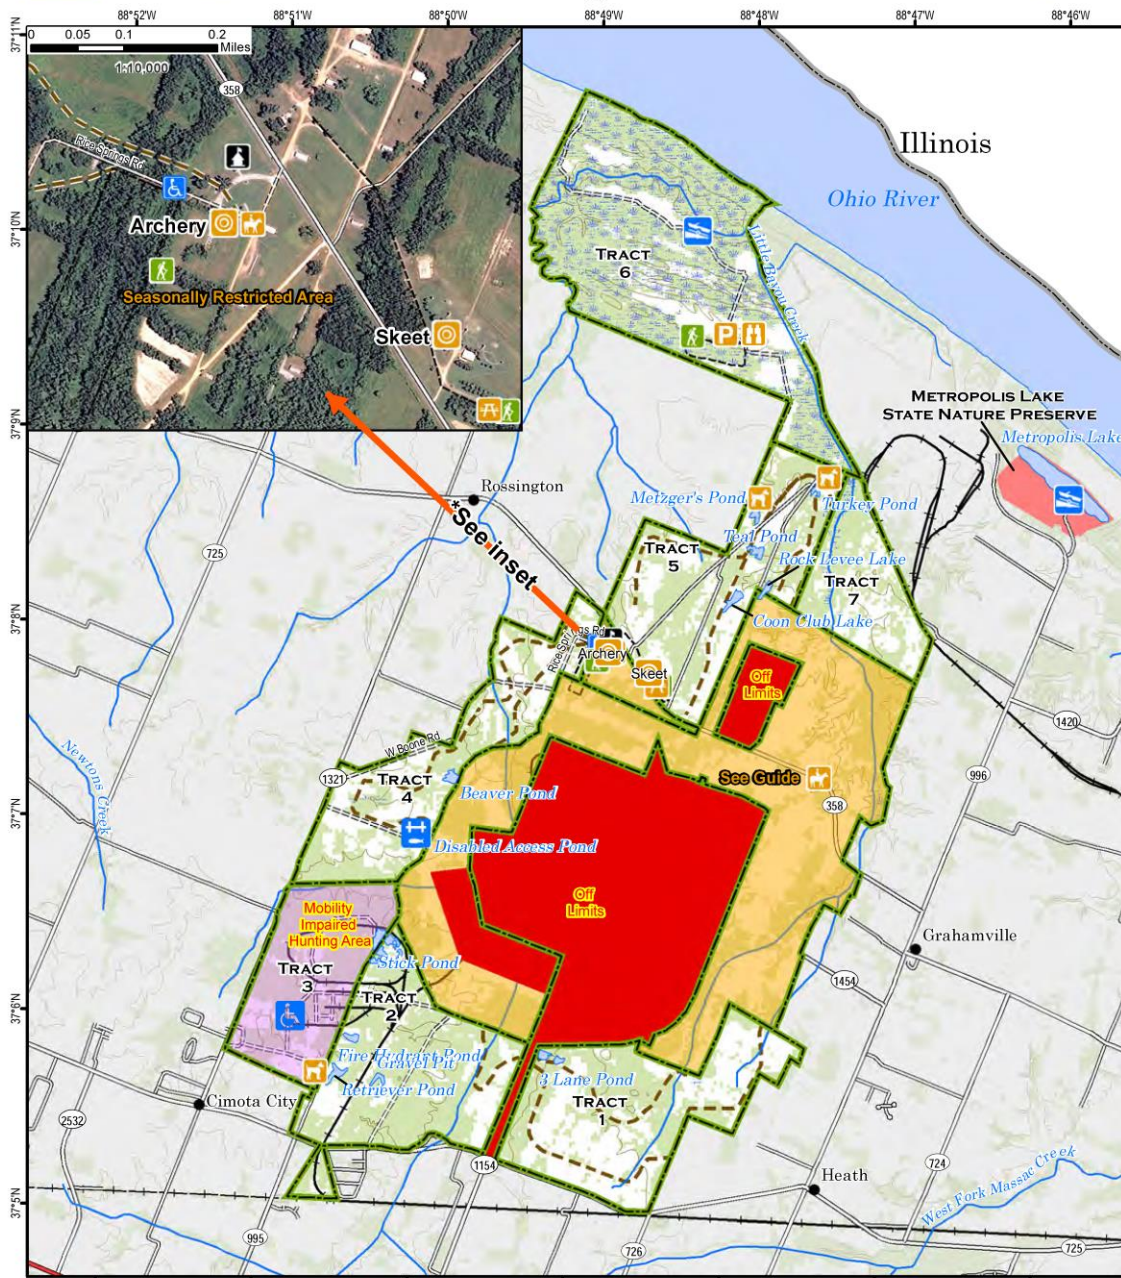 88°52'W
88°51'W
88°50'W
88°49'W
88°48'W
88°47'W
88°46'W
37°11'N
37°10'N
37°9'N
37°8'N
37°7'N
37°6'N
37°5'N
0 0.05 0.1 0.2
Miles
1:10,000
358
Rice Springs Rd
Archery
Seasonally Restricted Area
Skeet
Illinois
Ohio River
Little Bayou Creek
TRACT
6
P
METROPOLIS LAKE
STATE NATURE PRESERVE
Metropolis Lake
Rossington
*See inset
725
Metzger's Pond
Turkey Pond
Teal Pond
TRACT
5
Rock Levee Lake
TRACT
7
Coon Club Lake
Rice Springs Rd
Archery
Skeet
Off
Limits
1420
996
W Boone Rd
1321
Newtons Creek
TRACT
4
Beaver Pond
See Guide
358
Disabled Access Pond
Off
Limits
Mobility
Impaired
Hunting Area
Grahamville
Stick Pond
TRACT
3
1454
TRACT
2
Fire Hydrant Pond
Gravel Pit
Retriever Pond
3 Lane Pond
TRACT
1
Cimota City
2532
1154
724
Heath
West Fork Massac Creek
995
726
725